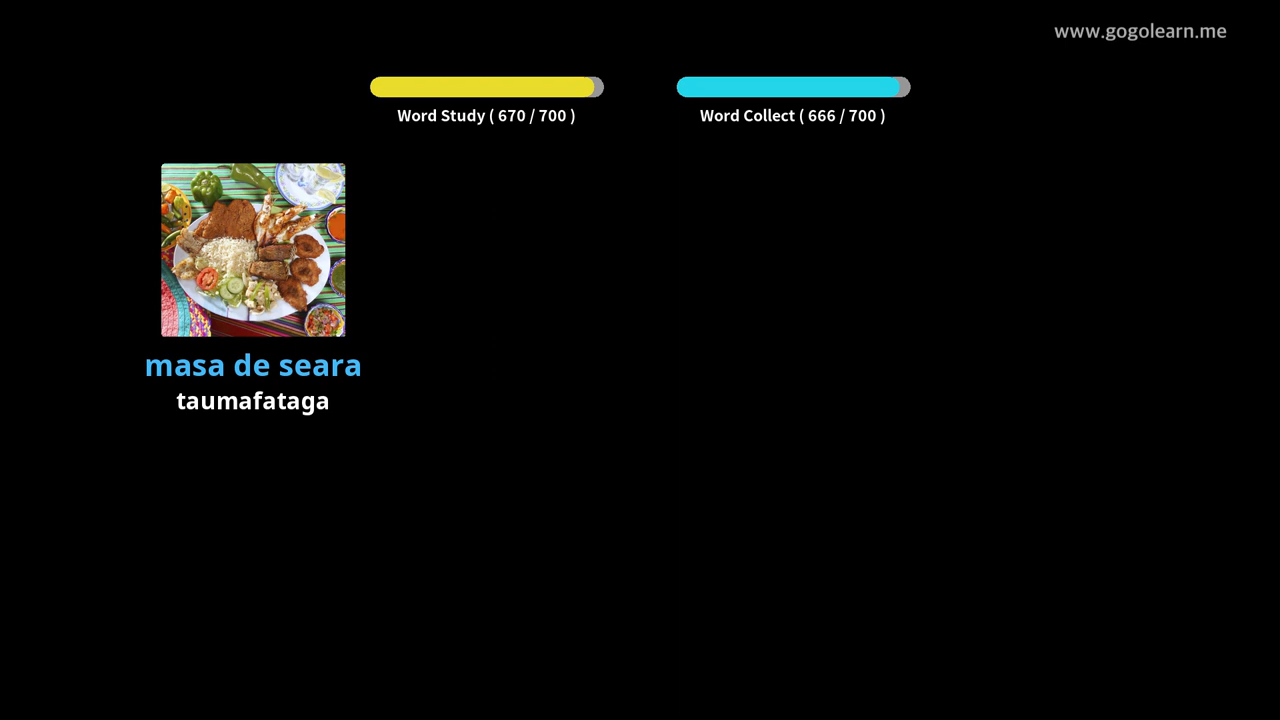 www.gogolearn.me
Word Study ( 670 / 700 )
Word Collect ( 666 / 700 )
masa de seara
taumafataga